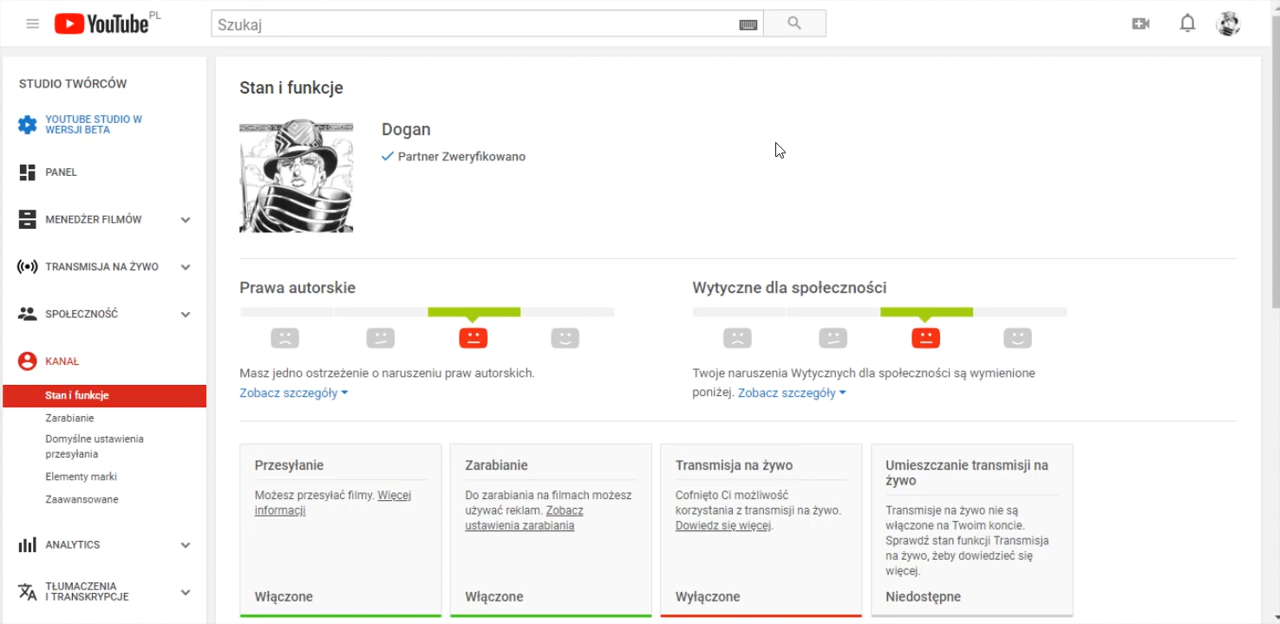 YouTube PL
Szukaj
STUDIO TWÓRCÓW
YOUTUBE STUDIO W
WERSJI BETA
PANEL
MENEDŻER FILMÓW
TRANSMISJA NA ŻYWO
SPOŁECZNOŚĆ
KANAŁ
Stan i funkcje
Zarabianie
Domyślne ustawienia
przesyłania
Elementy marki
Zaawansowane
ANALYTICS
TŁUMACZENIA
I TRANSKRYPCJE
Stan i funkcje
Dogan
Partner Zweryfikowano
Prawa autorskie
Masz jedno ostrzeżenie o naruszeniu praw autorskich.
Zobacz szczegóły
Wytyczne dla społeczności
Twoje naruszenia Wytycznych dla społeczności są wymienione
poniżej. Zobacz szczegóły
Przesyłanie
Możesz przesyłać filmy. Więcej
informacji
Włączone
Zarabianie
Do zarabiania na filmach możesz
używać reklam. Zobacz
ustawienia zarabiania
Włączone
Transmisja na żywo
Cofnięto Ci możliwość
korzystania z transmisji na żywo.
Dowiedz się więcej.
Wyłączone
Umieszczanie transmisji na
żywo
Transmisje na żywo nie są
włączone na Twoim koncie.
Sprawdź stan funkcji Transmisja
na żywo, żeby dowiedzieć się
więcej.
Niedostępne